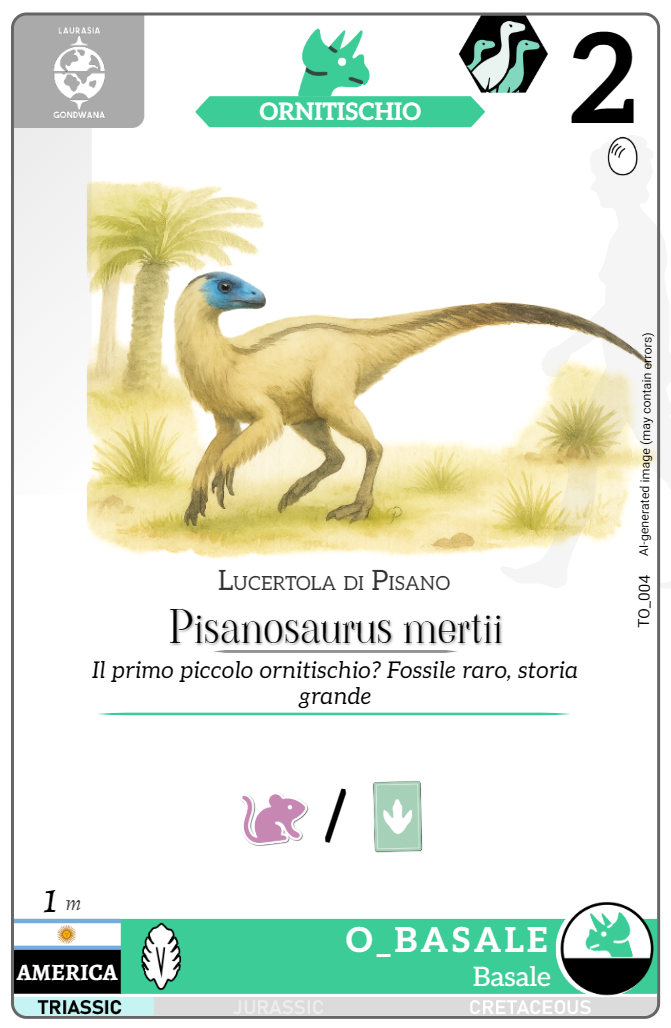 LAURASIA
GONDWANA
ORNITISCHIO
2
AI-generated image (may contain errors)
TO_004
Lucertola di Pisano
Pisanosaurus mertii
Il primo piccolo ornitischio? Fossile raro, storia
grande
/
1 m
O_BASALE
AMERICA
Basale
TRIASSIC
JURASSIC
CRETACEOUS